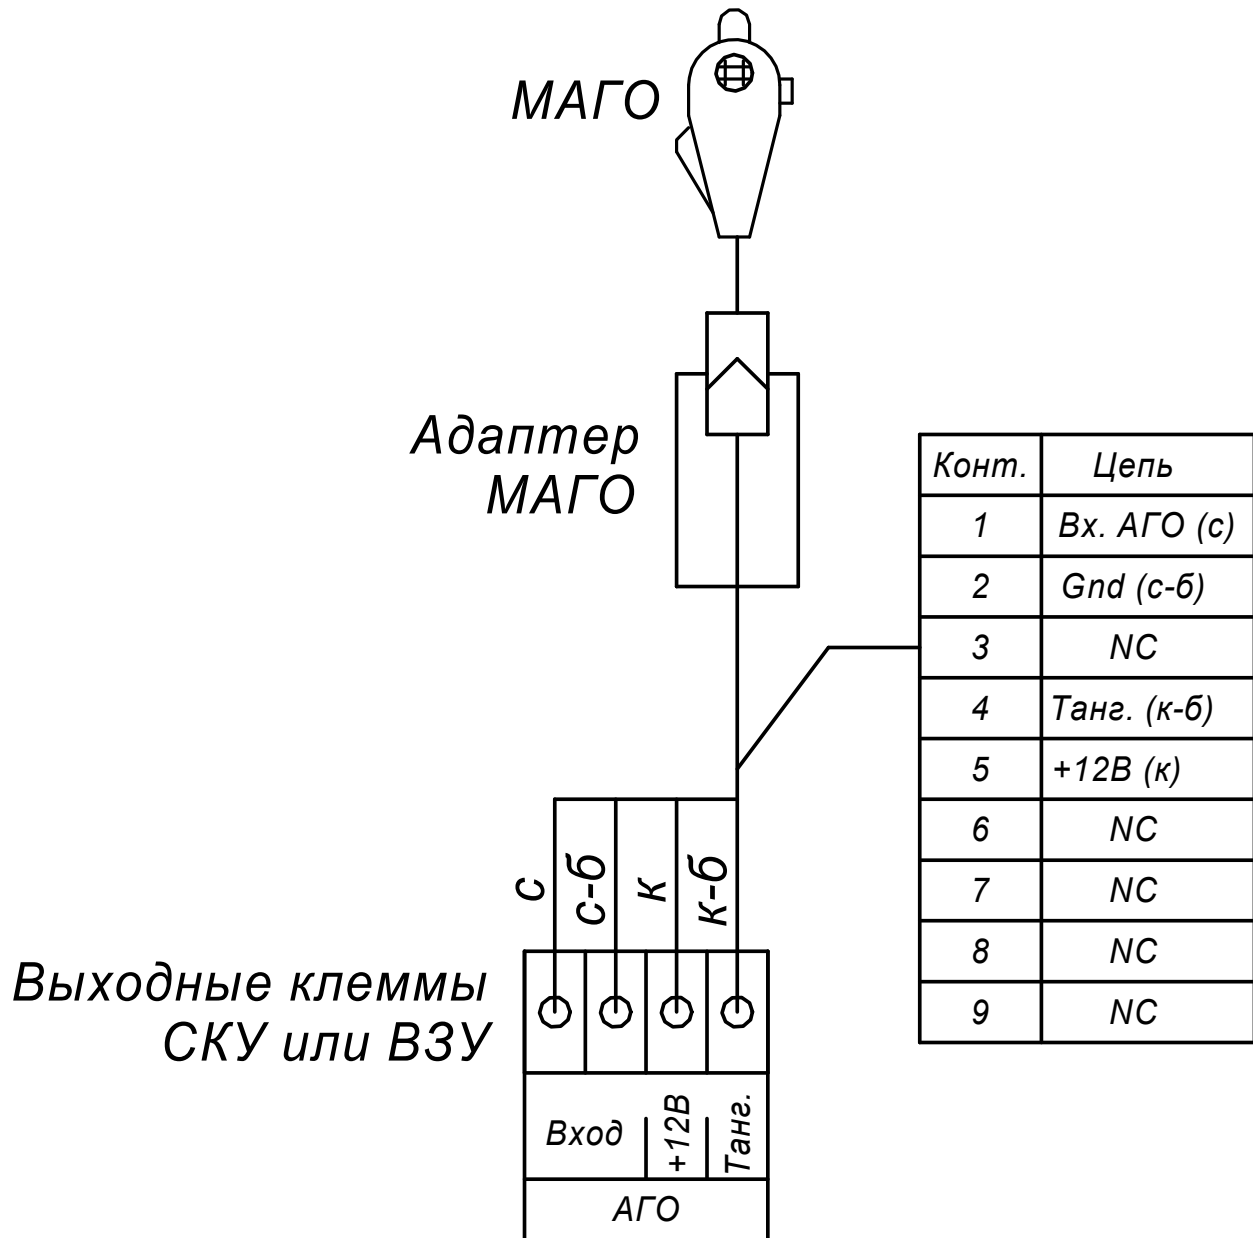 МАГО
Адаптер
МАГО
Конт. Цепь
1 Вх. АГО (с)
2 Gnd (с-б)
3 NC
4 Танг. (к-б)
5 +12В (к)
6 NC
7 NC
8 NC
9 NC
с с-б к к-б
Выходные клеммы
СКУ или ВЗУ
Вход +12В Танг.
АГО